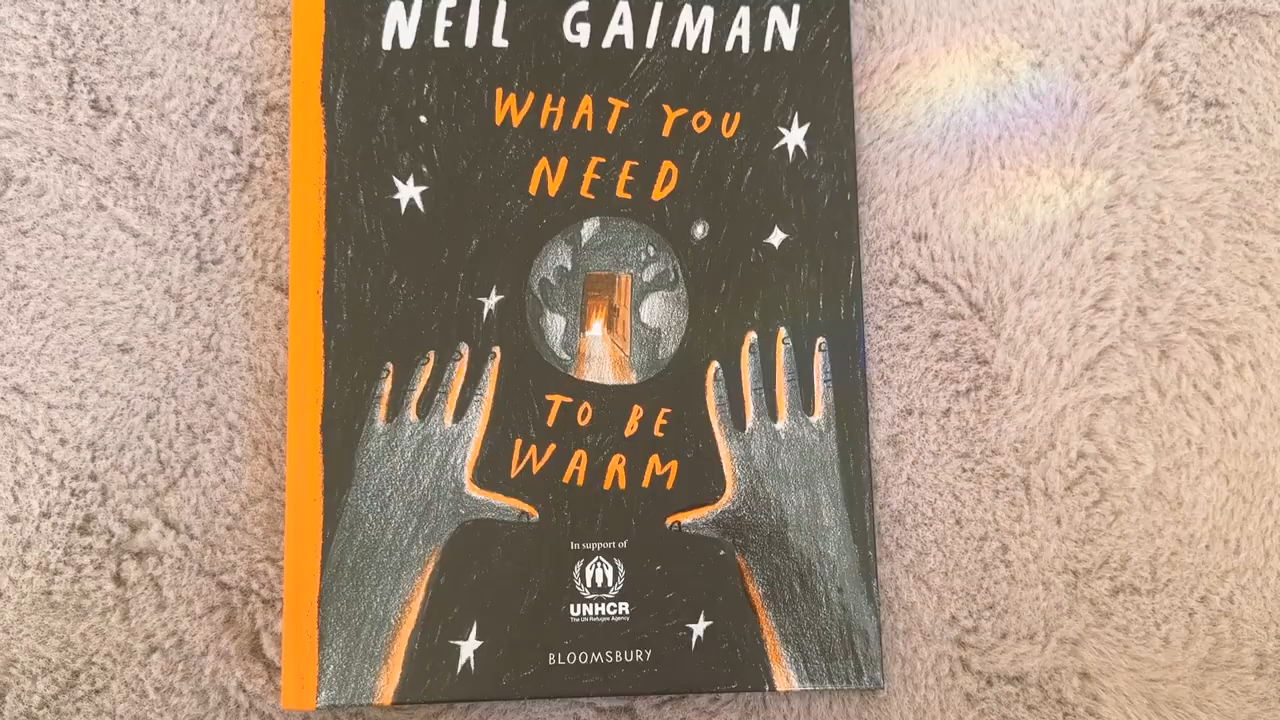 NEIL GAIMAN
WHAT YOU
NEED
TO BE
WARM
In support of
UNHCR
The UN Refugee Agency
BLOOMSBURY